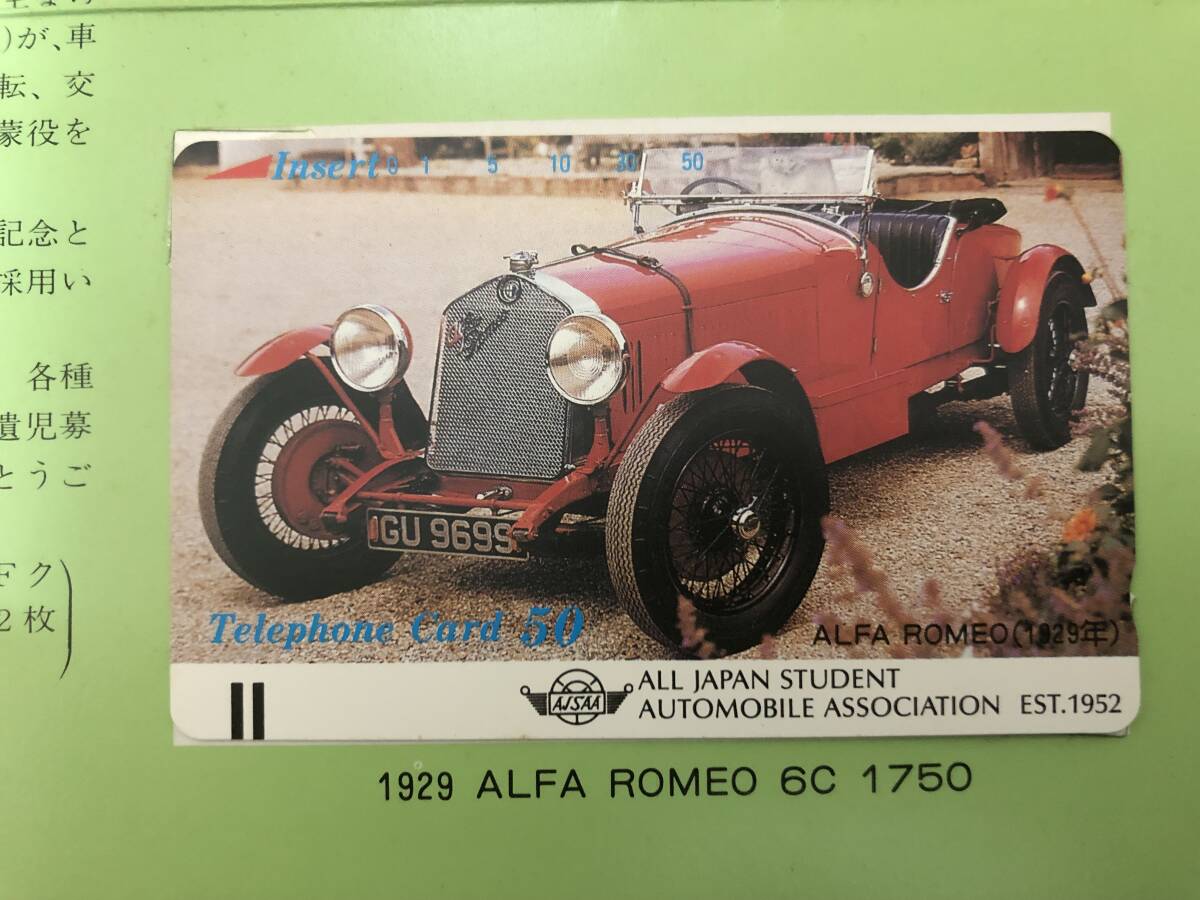 )が、車
転、交
蒙役を
記念と
採用い
各種
遺児募
とうご
Fク
2枚
Insert 0 1 5 10 30 50
GU 9699
Telephone Card 50
ALFA ROMEO(1929年)
AJSAA
ALL JAPAN STUDENT
AUTOMOBILE ASSOCIATION EST.1952
1929 ALFA ROMEO 6C 1750